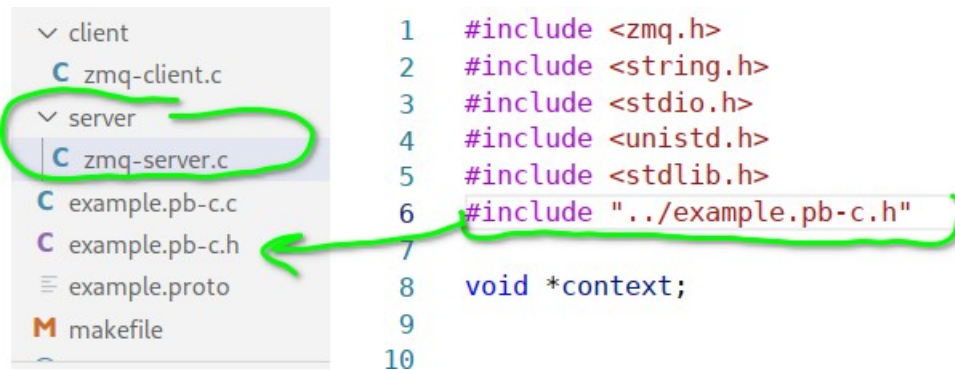 client
C zmq-client.c
server
C zmq-server.c
C example.pb-c.c
C example.pb-c.h
example.proto
M makefile
1 #include <zmq.h>
2 #include <string.h>
3 #include <stdio.h>
4 #include <unistd.h>
5 #include <stdlib.h>
6 #include "../example.pb-c.h"
7
8 void *context;
9
10